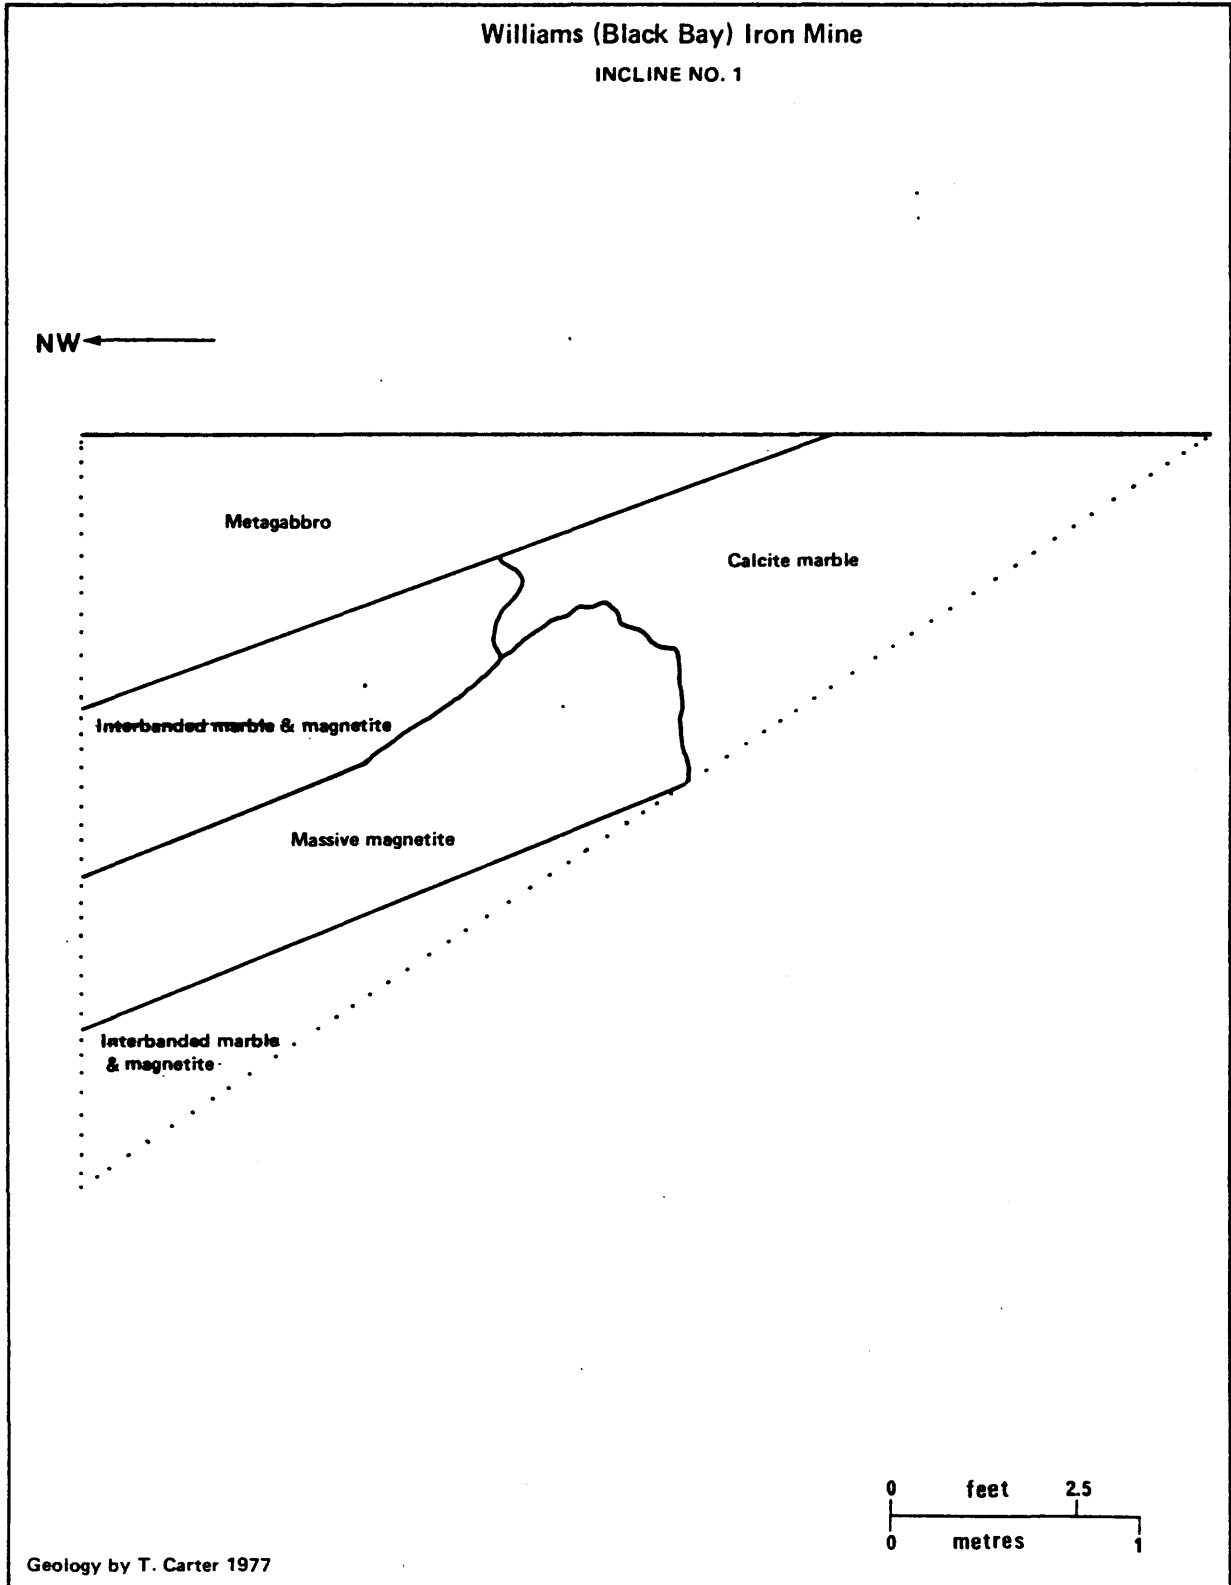 Williams (Black Bay) Iron Mine
INCLINE NO. 1
NW
Metagabbro
Calcite marble
Interbanded marble & magnetite
Massive magnetite
Interbanded marble
& magnetite
0 feet 2.5
0 metres 1
Geology by T. Carter 1977